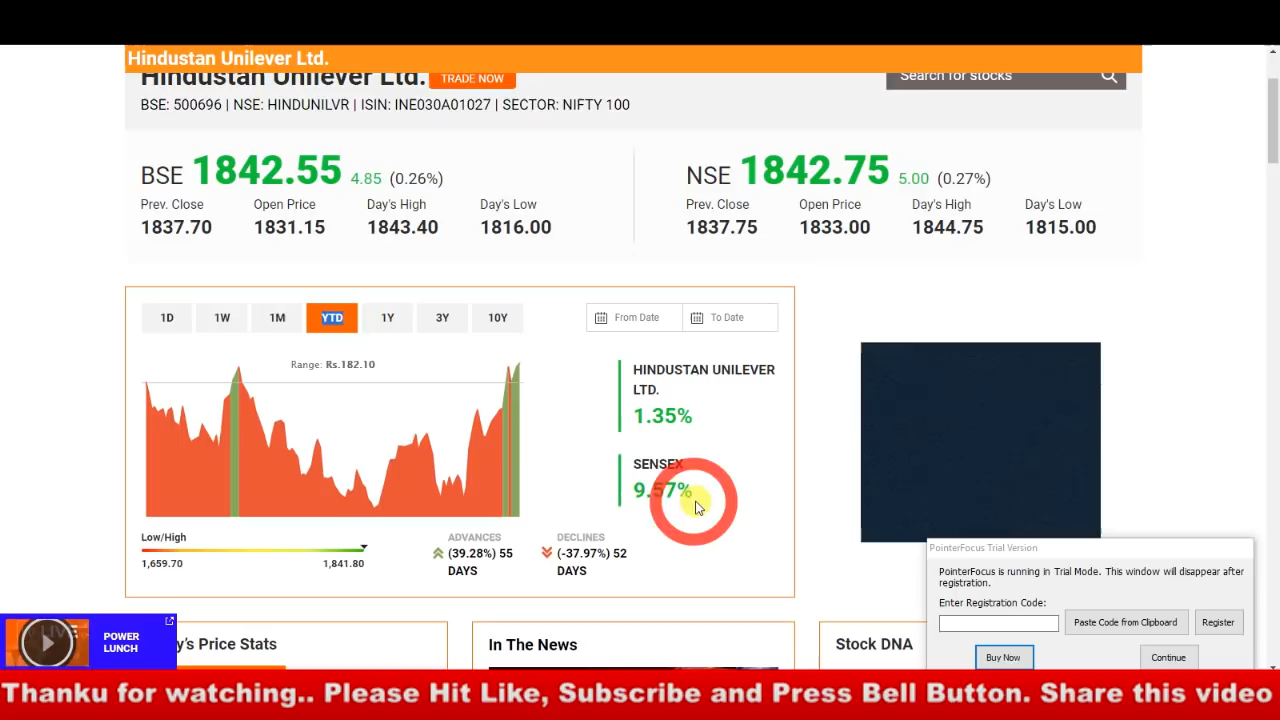 Hindustan Unilever Ltd.
Hindustan Unilever Ltd. TRADE NOW
Search for stocks
BSE: 500696 | NSE: HINDUNILVR | ISIN: INE030A01027 | SECTOR: NIFTY 100
BSE 1842.55 4.85 (0.26%)
Prev. Close Open Price Day's High Day's Low
1837.70 1831.15 1843.40 1816.00
NSE 1842.75 5.00 (0.27%)
Prev. Close Open Price Day's High Day's Low
1837.75 1833.00 1844.75 1815.00
1D 1W 1M YTD 1Y 3Y 10Y
From Date To Date
Range: Rs.182.10
HINDUSTAN UNILEVER
LTD.
1.35%
SENSEX
9.57%
Low/High
1,659.70 1,841.80
ADVANCES
(39.28%) 55
DAYS
DECLINES
(-37.97%) 52
DAYS
PointerFocus Trial Version
PointerFocus is running in Trial Mode. This window will disappear after
registration.
Enter Registration Code:
Paste Code from Clipboard Register
Buy Now Continue
POWER
LUNCH
y's Price Stats
In The News
Stock DNA
Thanku for watching.. Please Hit Like, Subscribe and Press Bell Button. Share this video